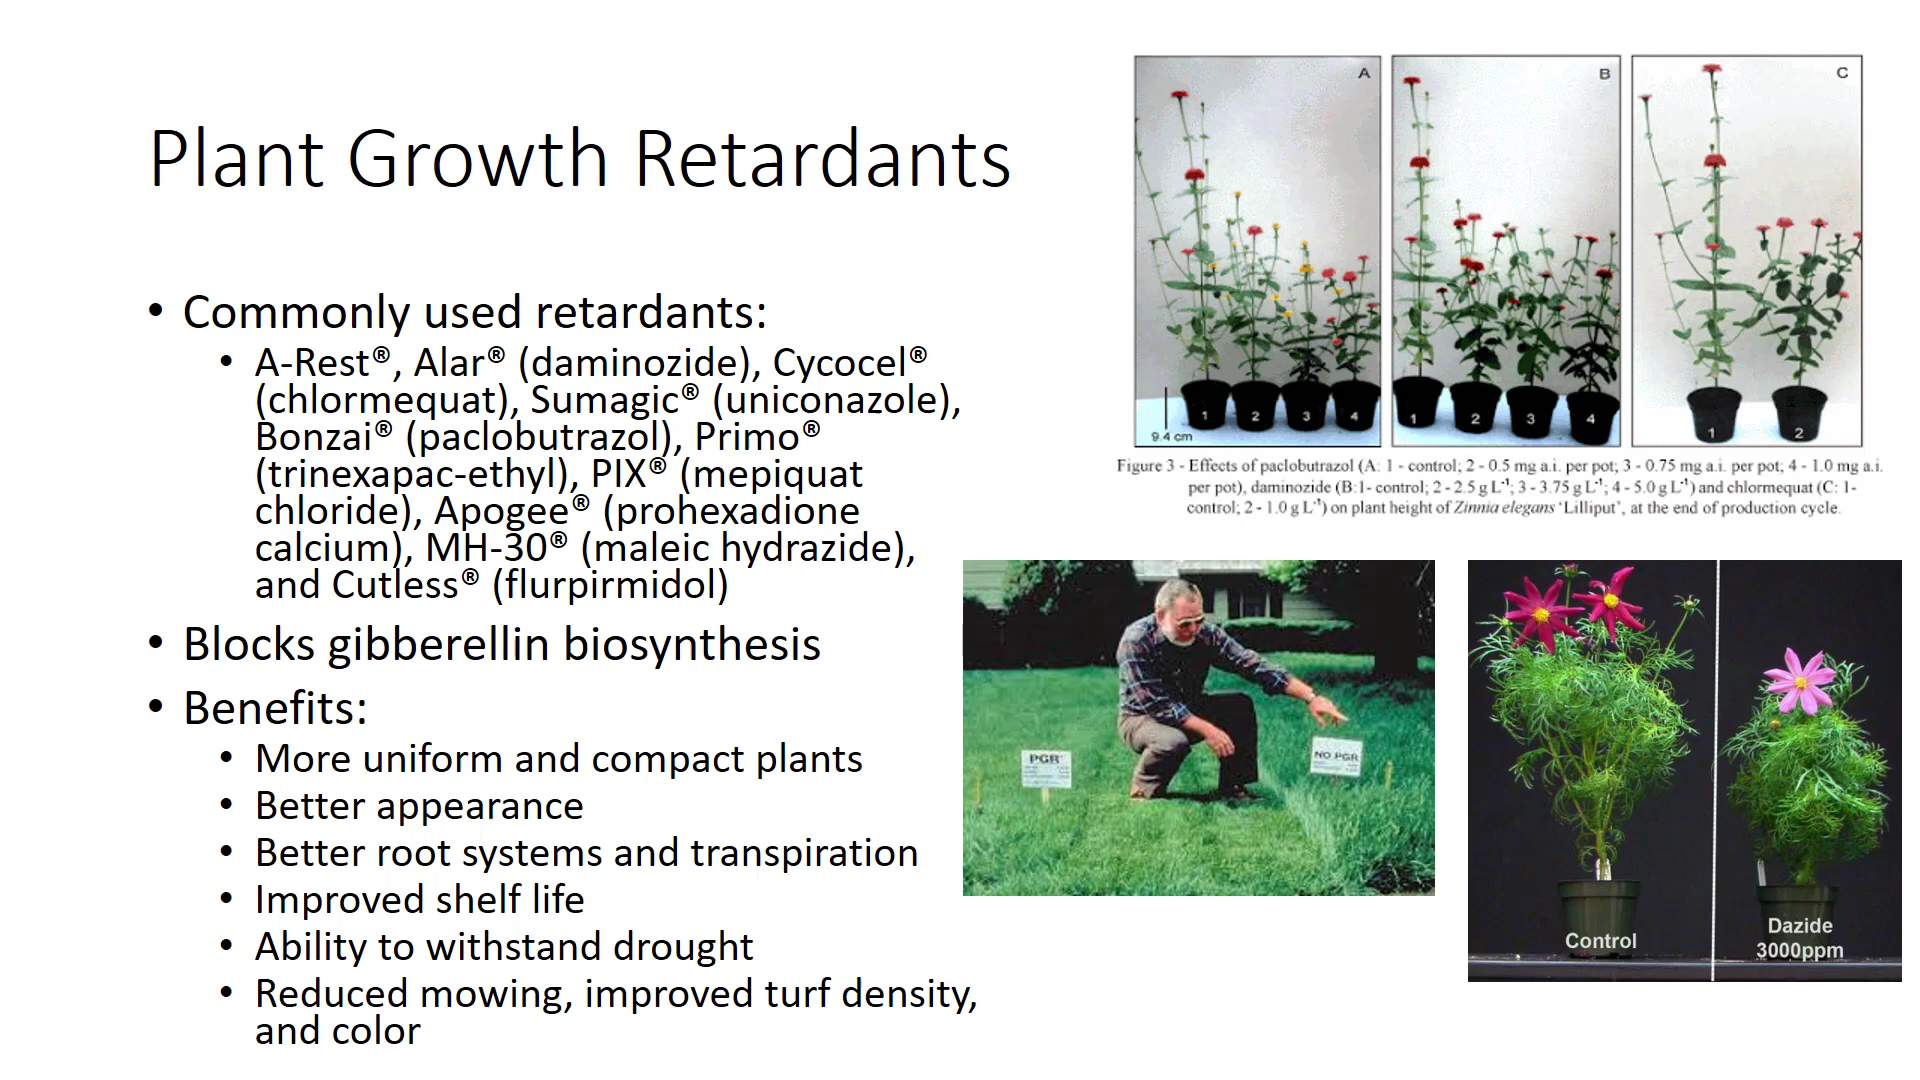 Plant Growth Retardants
• Commonly used retardants:
• A-Rest®, Alar® (daminozide), Cycocel®
(chlormequat), Sumagic® (uniconazole),
Bonzai® (paclobutrazol), Primo®
(trinexapac-ethyl), PIX® (mepiquat
chloride), Apogee® (prohexadione
calcium), MH-30® (maleic hydrazide),
and Cutless® (flurpirmidol)
• Blocks gibberellin biosynthesis
• Benefits:
• More uniform and compact plants
• Better appearance
• Better root systems and transpiration
• Improved shelf life
• Ability to withstand drought
• Reduced mowing, improved turf density,
and color
A
1 2 3 4
9.4 cm
B
1 2 3 4
C
1 2
Figure 3 - Effects of paclobutrazol (A: 1 - control; 2 - 0.5 mg a.i. per pot; 3 - 0.75 mg a.i. per pot; 4 - 1.0 mg a.i.
per pot), daminozide (B:1- control; 2 - 2.5 g L⁻¹; 3 - 3.75 g L⁻¹; 4 - 5.0 g L⁻¹) and chlormequat (C: 1-
control; 2 - 1.0 g L⁻¹) on plant height of Zinnia elegans ‘Lilliput’, at the end of production cycle.
PGR
NO PGR
Control
Dazide
3000ppm